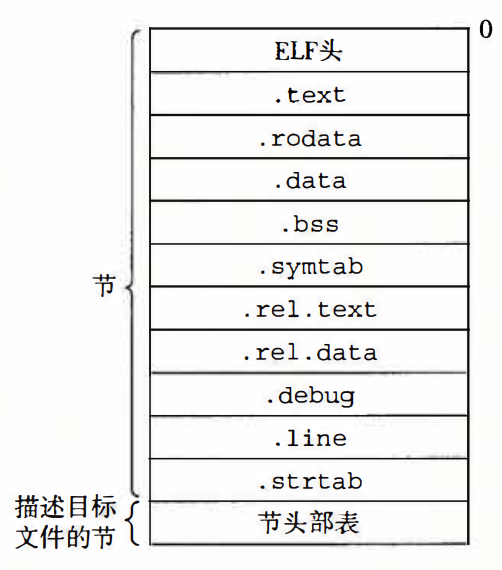 0
ELF头
.text
.rodata
.data
.bss
.symtab
节
.rel.text
.rel.data
.debug
.line
.strtab
描述目标
文件的节
节头部表